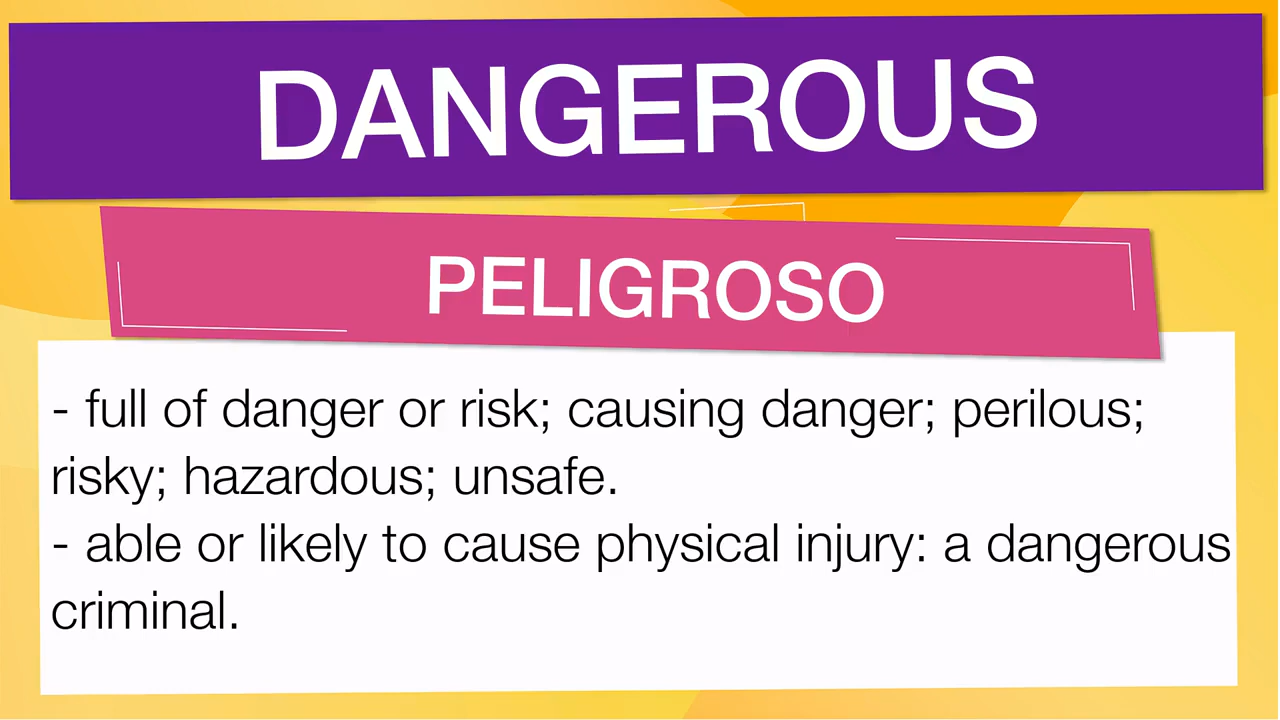 DANGEROUS
PELIGROSO
- full of danger or risk; causing danger; perilous;
risky; hazardous; unsafe.
- able or likely to cause physical injury: a dangerous
criminal.